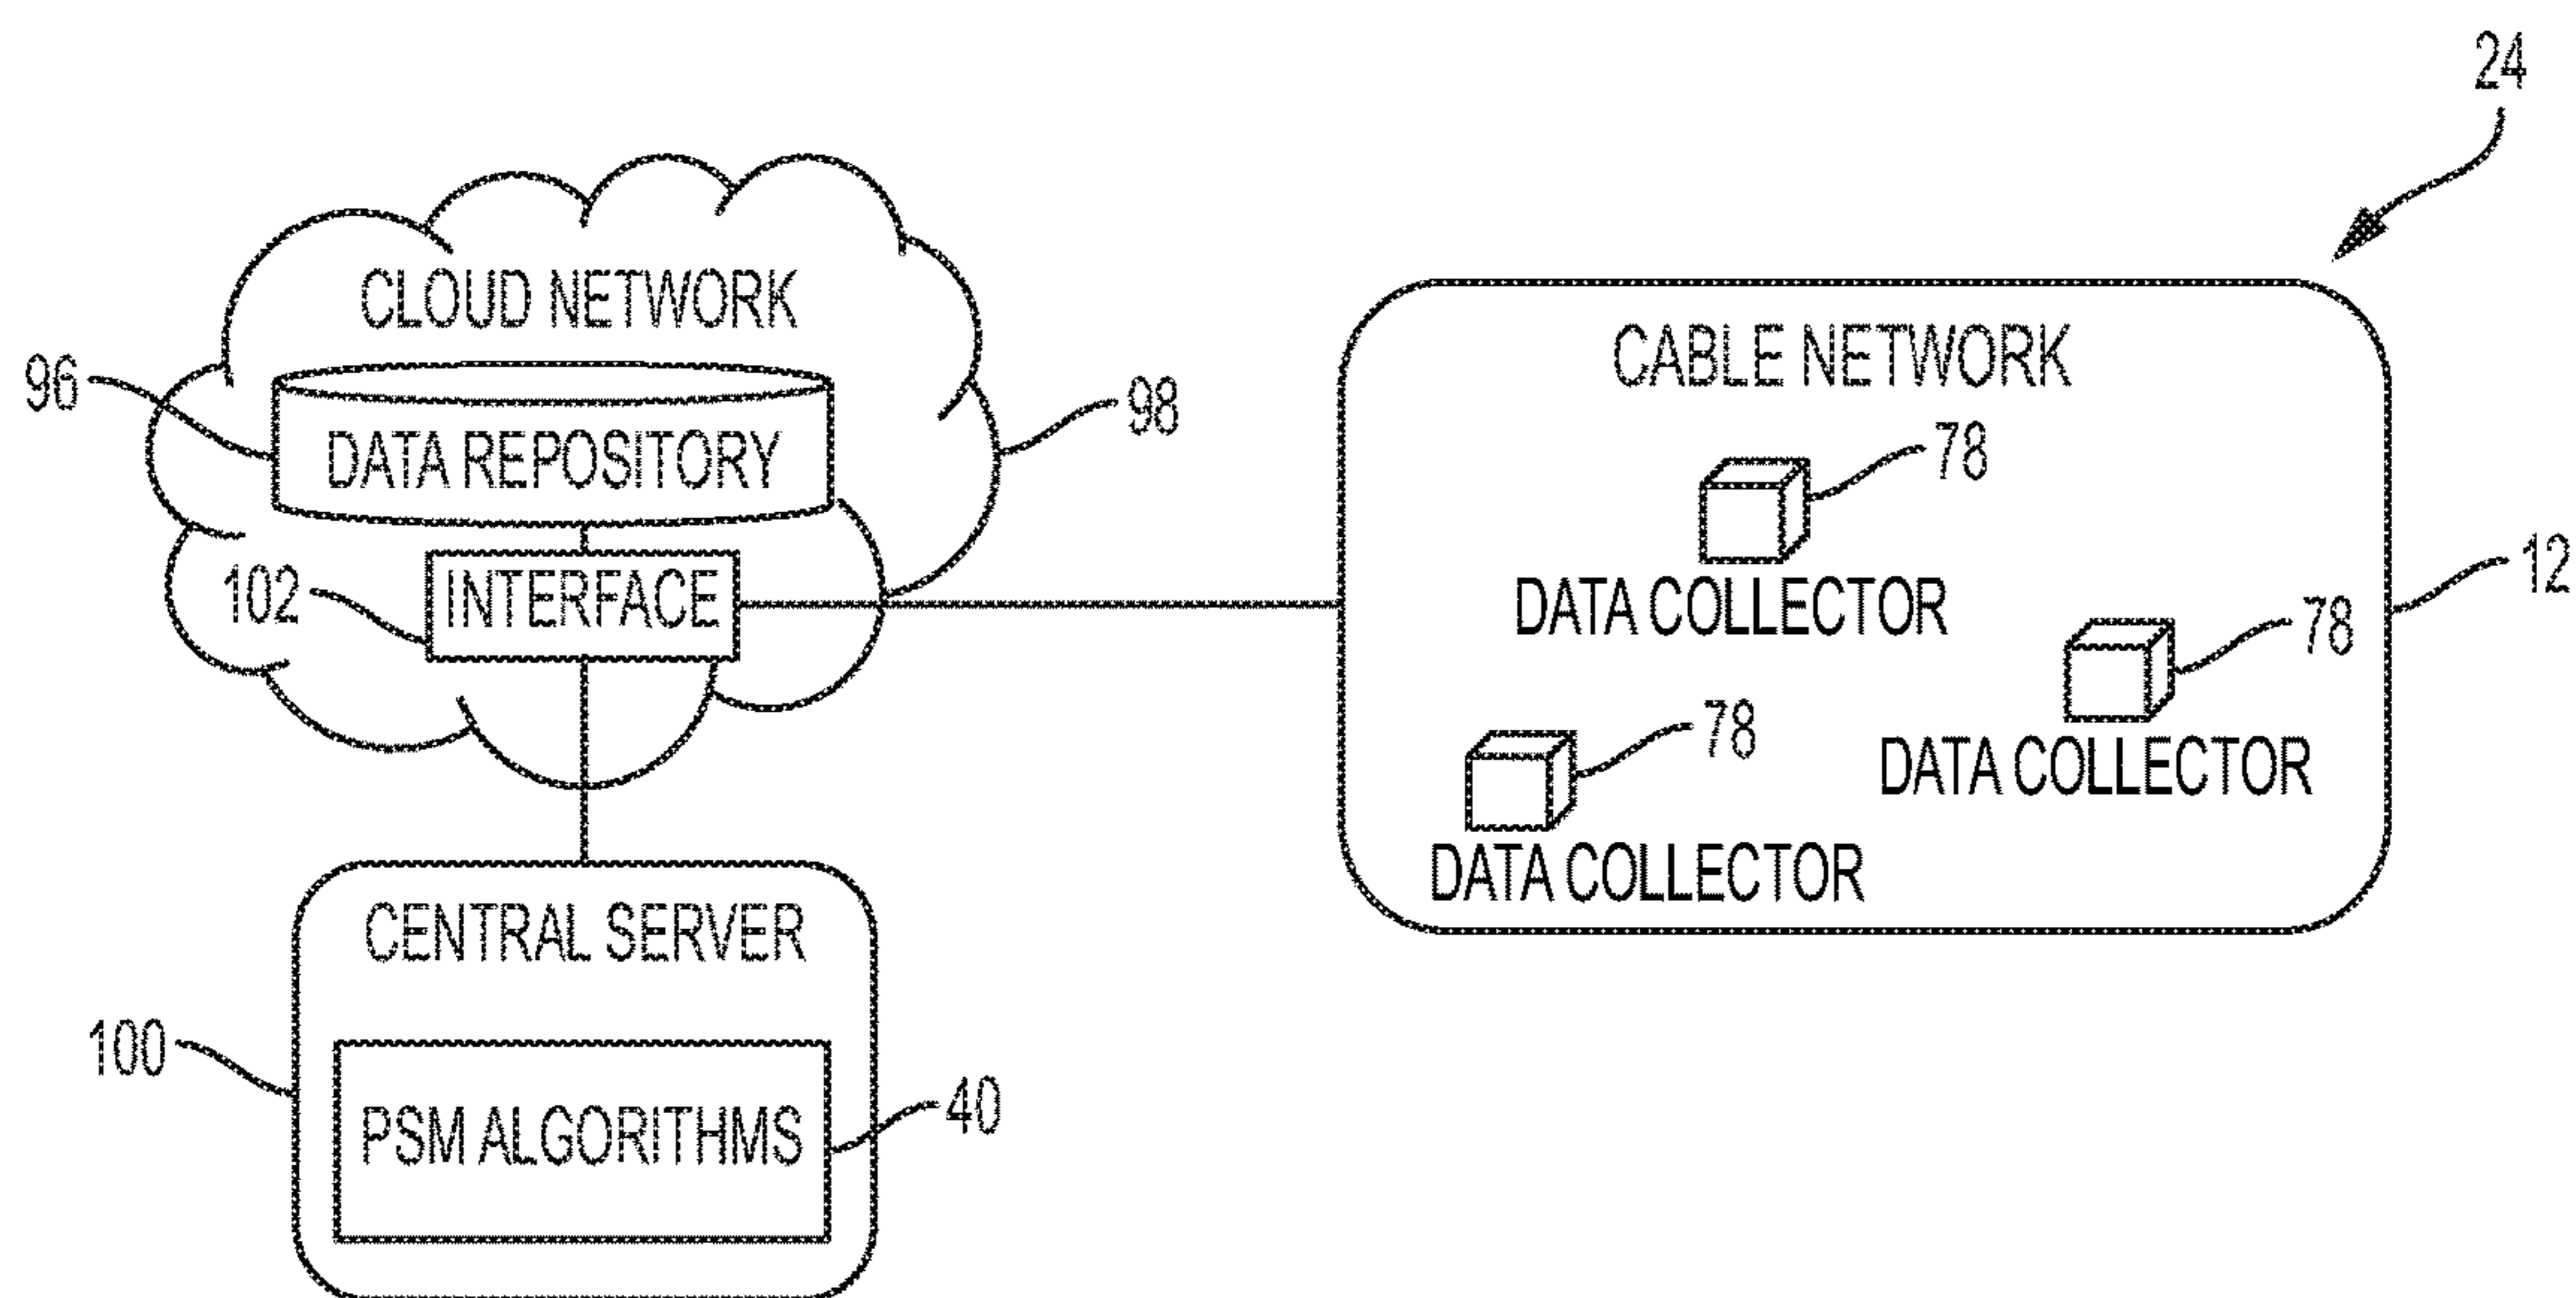 24
CLOUD NETWORK
CABLE NETWORK
96
98
DATA REPOSITORY
78
12
102
INTERFACE
DATA COLLECTOR
78
78
DATA COLLECTOR
DATA COLLECTOR
CENTRAL SERVER
100
40
PSM ALGORITHMS